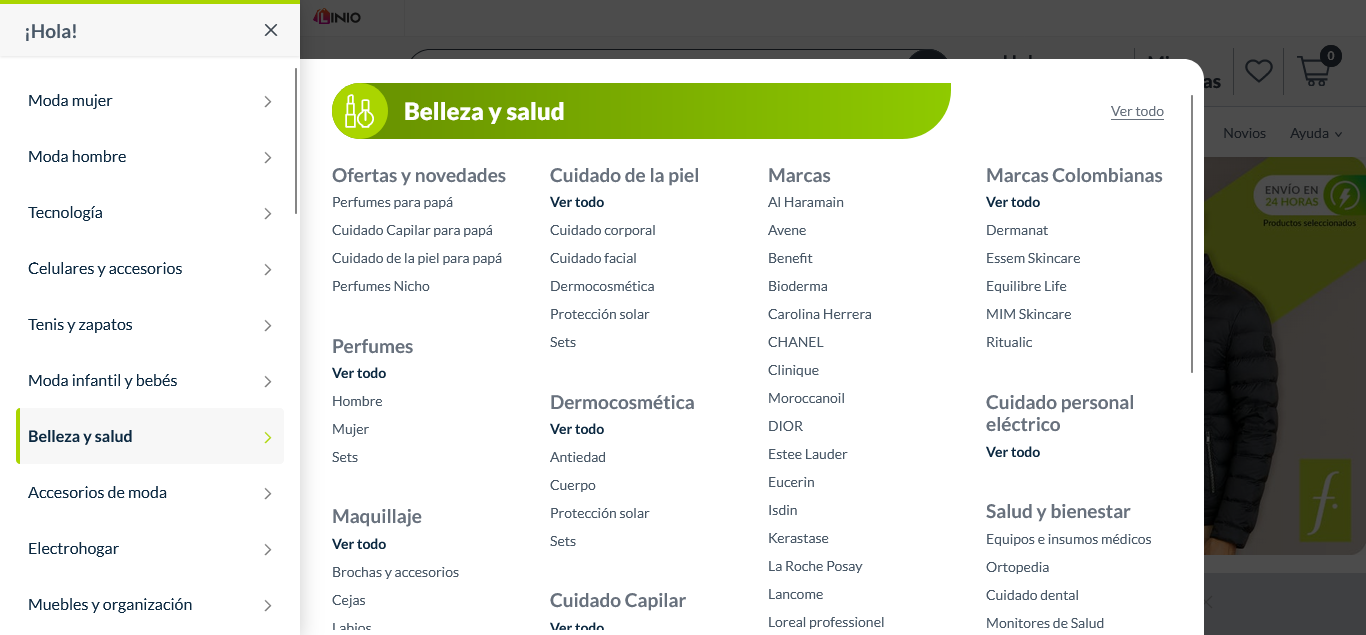 ¡Hola!
Moda mujer
Moda hombre
Tecnología
Celulares y accesorios
Tenis y zapatos
Moda infantil y bebés
Belleza y salud
Accesorios de moda
Electrohogar
Muebles y organización
LINIO
0
Novios
Ayuda
ENVÍO EN
24 HORAS
Productos seleccionados
Belleza y salud
Ver todo
Ofertas y novedades
Perfumes para papá
Cuidado Capilar para papá
Cuidado de la piel para papá
Perfumes Nicho
Perfumes
Ver todo
Hombre
Mujer
Sets
Maquillaje
Ver todo
Brochas y accesorios
Cejas
Labios
Cuidado de la piel
Ver todo
Cuidado corporal
Cuidado facial
Dermocosmética
Protección solar
Sets
Dermocosmética
Ver todo
Antiedad
Cuerpo
Protección solar
Sets
Cuidado Capilar
Ver todo
Marcas
Al Haramain
Avene
Benefit
Bioderma
Carolina Herrera
CHANEL
Clinique
Moroccanoil
DIOR
Estee Lauder
Eucerin
Isdin
Kerastase
La Roche Posay
Lancome
Loreal professionel
Marcas Colombianas
Ver todo
Dermanat
Essem Skincare
Equilibre Life
MIM Skincare
Ritualic
Cuidado personal
eléctrico
Ver todo
Salud y bienestar
Equipos e insumos médicos
Ortopedia
Cuidado dental
Monitores de Salud
f.